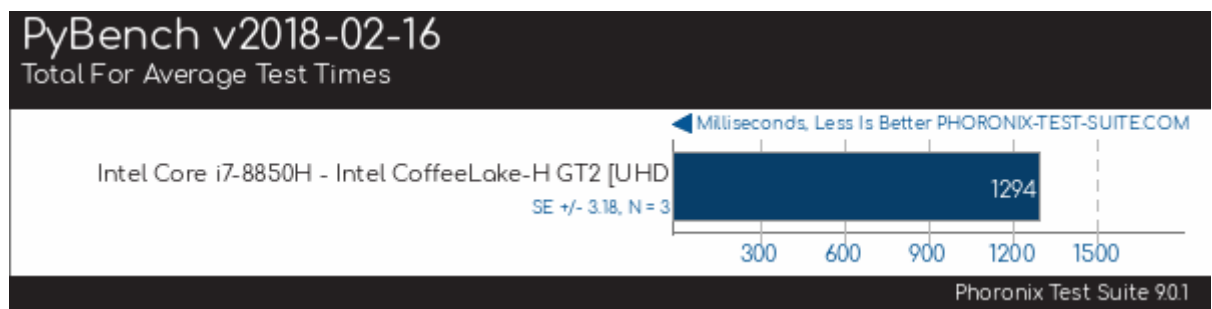 PyBench v2018-02-16
Total For Average Test Times
Milliseconds, Less Is Better PHORONIX-TEST-SUITE.COM
Intel Core i7-8850H - Intel CoffeeLake-H GT2 [UHD
1294
SE +/- 3.18, N = 3
300 600 900 1200 1500
Phoronix Test Suite 9.0.1